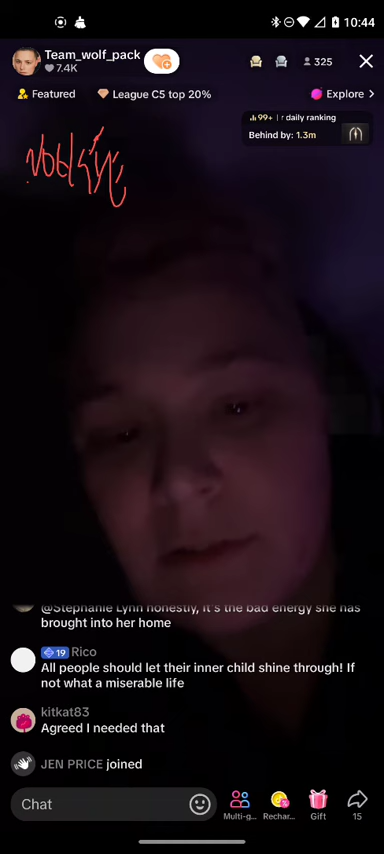 10:44
Team_wolf_pack
7.4K
325
Featured
League C5 top 20%
Explore >
99+ | r daily ranking
Behind by: 1.3m
@Stephanie Lynn honestly, it's the bad energy she has
brought into her home
19 Rico
All people should let their inner child shine through! If
not what a miserable life
kitkat83
Agreed I needed that
JEN PRICE joined
Chat
Multi-g...
Rechar...
Gift
15